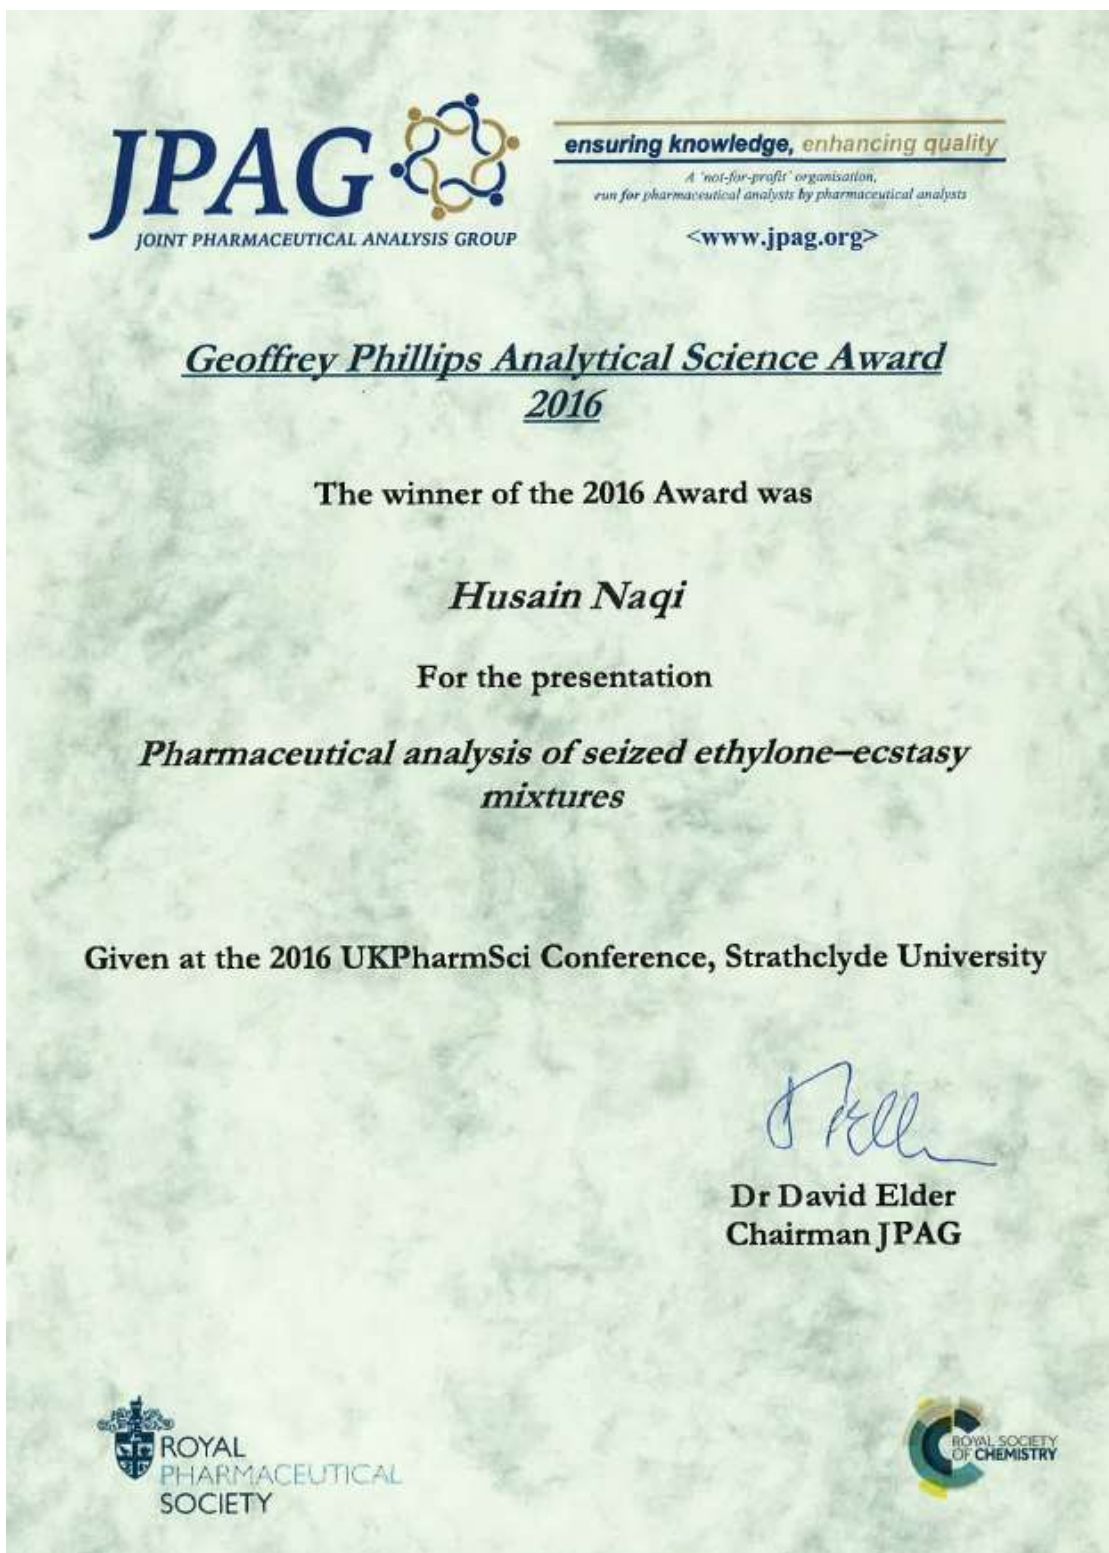 JPAG
JOINT PHARMACEUTICAL ANALYSIS GROUP
ensuring knowledge, enhancing quality
A 'not-for-profit' organisation,
run for pharmaceutical analysts by pharmaceutical analysts
<www.jpag.org>
Geoffrey Phillips Analytical Science Award
2016
The winner of the 2016 Award was
Husain Naqi
For the presentation
Pharmaceutical analysis of seized ethylone–ecstasy
mixtures
Given at the 2016 UKPharmSci Conference, Strathclyde University
Dr David Elder
Chairman JPAG
ROYAL
PHARMACEUTICAL
SOCIETY
ROYAL SOCIETY
OF CHEMISTRY